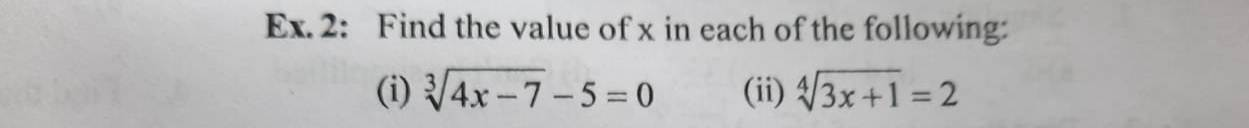 Ex. 2: Find the value of x in each of the following:
(i) ∛(4x – 7) – 5 = 0 (ii) ∜(3x + 1) = 2